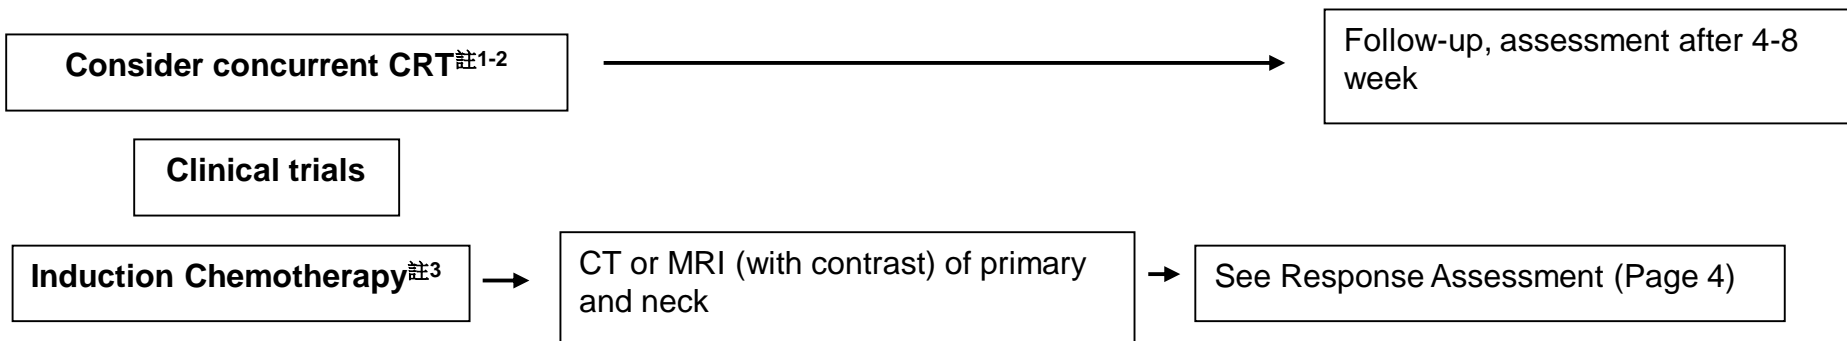 Consider concurrent CRT註1-2
Follow-up, assessment after 4-8
week
Clinical trials
Induction Chemotherapy註3
CT or MRI (with contrast) of primary
and neck
See Response Assessment (Page 4)